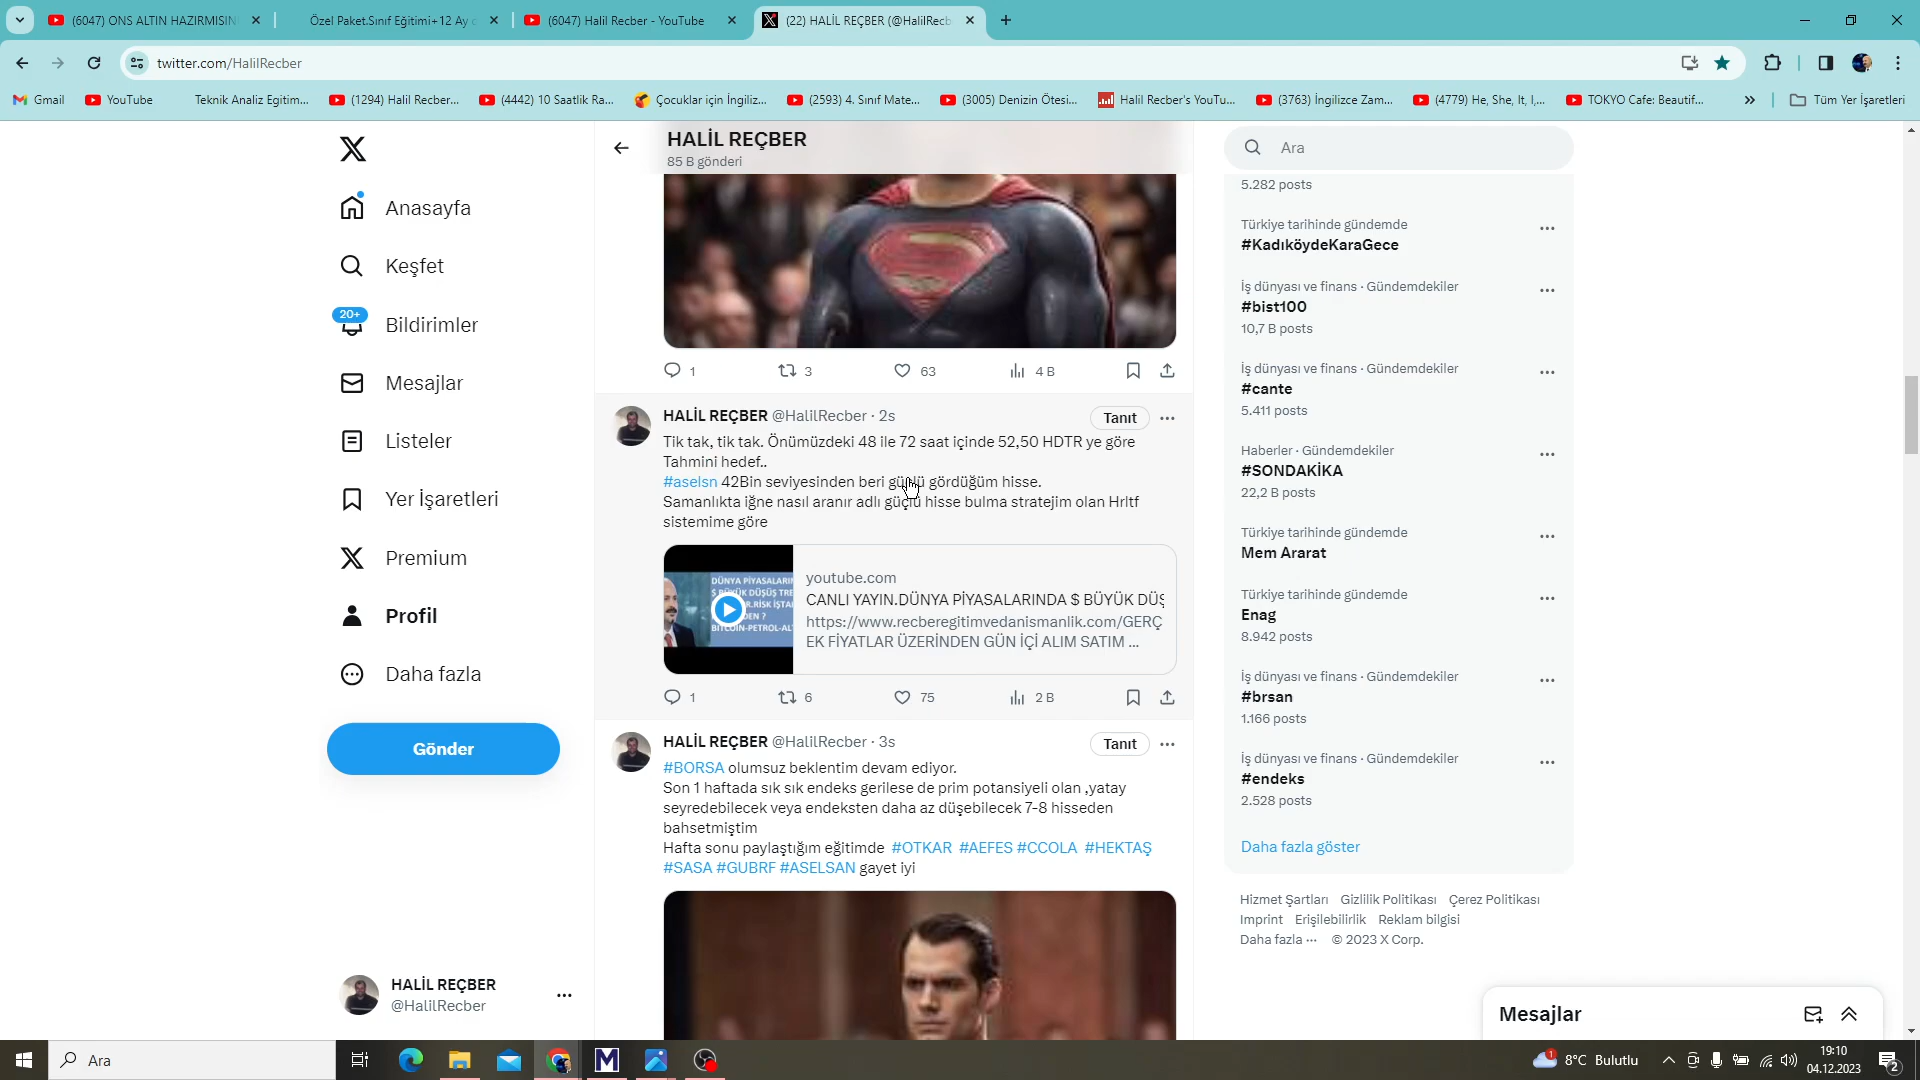 (6047) ONS ALTIN HAZIRMISIN
Özel Paket.Sınıf Eğitimi+12 Ay
(6047) Halil Recber - YouTube
(22) HALİL REÇBER (@HalilRecb
twitter.com/HalilRecber
Gmail
YouTube
Teknik Analiz Egitim...
(1294) Halil Recber...
(4442) 10 Saatlik Ra...
Çocuklar için İngiliz...
(2593) 4. Sınıf Mate...
(3005) Denizin Ötesi...
Halil Recber's YouTu...
(3763) İngilizce Zam...
(4779) He, She, It, I,...
TOKYO Cafe: Beautif...
Tüm Yer İşaretleri
Anasayfa
Keşfet
20+
Bildirimler
Mesajlar
Listeler
Yer İşaretleri
Premium
Profil
Daha fazla
Gönder
HALİL REÇBER
@HalilRecber
HALİL REÇBER
85 B gönderi
1 3 63 4 B
HALİL REÇBER @HalilRecber · 2s
Tanıt
Tik tak, tik tak. Önümüzdeki 48 ile 72 saat içinde 52,50 HDTR ye göre
Tahmini hedef..
#aselsn 42Bin seviyesinden beri güçlü gördüğüm hisse.
Samanlıkta iğne nasıl aranır adlı güçlü hisse bulma stratejim olan Hrltf
sistemime göre
DÜNYA PİYASALARIN
$ BÜYÜK DÜŞÜŞ TRE
BİTCOİN-PETROL-AL
youtube.com
CANLI YAYIN.DÜNYA PİYASALARINDA $ BÜYÜK DÜŞ
https://www.recberegitimvedanismanlik.com/GERÇ
EK FİYATLAR ÜZERİNDEN GÜN İÇİ ALIM SATIM ...
1 6 75 2 B
HALİL REÇBER @HalilRecber · 3s
Tanıt
#BORSA olumsuz beklentim devam ediyor.
Son 1 haftada sık sık endeks gerilese de prim potansiyeli olan ,yatay
seyredebilecek veya endeksten daha az düşebilecek 7-8 hisseden
bahsetmiştim
Hafta sonu paylaştığım eğitimde #OTKAR #AEFES #CCOLA #HEKTAŞ
#SASA #GUBRF #ASELSAN gayet iyi
Ara
5.282 posts
Türkiye tarihinde gündemde
#KadıköydeKaraGece
İş dünyası ve finans · Gündemdekiler
#bist100
10,7 B posts
İş dünyası ve finans · Gündemdekiler
#cante
5.411 posts
Haberler · Gündemdekiler
#SONDAKİKA
22,2 B posts
Türkiye tarihinde gündemde
Mem Ararat
Türkiye tarihinde gündemde
Enag
8.942 posts
İş dünyası ve finans · Gündemdekiler
#brsan
1.166 posts
İş dünyası ve finans · Gündemdekiler
#endeks
2.528 posts
Daha fazla göster
Hizmet Şartları Gizlilik Politikası Çerez Politikası
Imprint Erişilebilirlik Reklam bilgisi
Daha fazla ··· © 2023 X Corp.
Mesajlar
Ara
1
8°C Bulutlu
19:10
04.12.2023
2